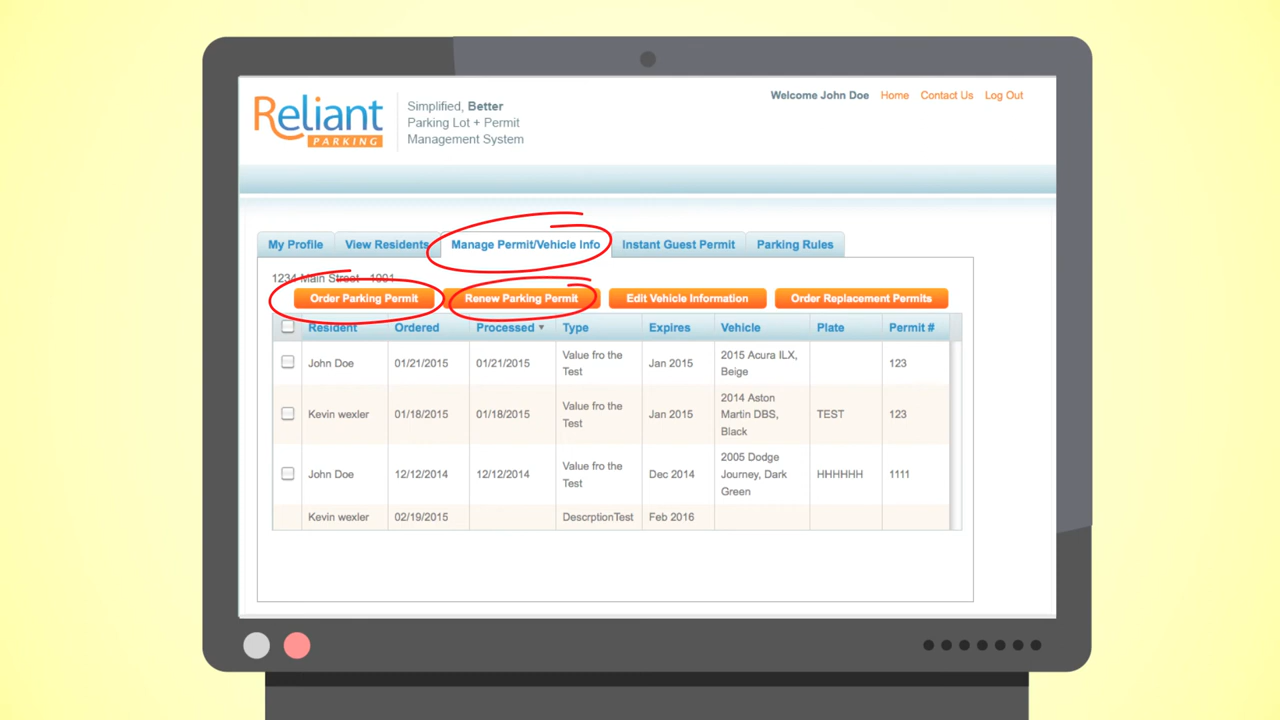 Reliant
PARKING
Simplified, Better
Parking Lot + Permit
Management System
Welcome John Doe Home Contact Us Log Out
My Profile View Residents Manage Permit/Vehicle Info Instant Guest Permit Parking Rules
1234 Main Street - 1001
Order Parking Permit Renew Parking Permit Edit Vehicle Information Order Replacement Permits
Resident Ordered Processed Type Expires Vehicle Plate Permit #
John Doe 01/21/2015 01/21/2015 Value fro the Jan 2015 2015 Acura ILX, 123
Test Beige
Kevin wexler 01/18/2015 01/18/2015 Value fro the Jan 2015 2014 Aston TEST 123
Test Martin DBS,
Black
John Doe 12/12/2014 12/12/2014 Value fro the Dec 2014 2005 Dodge HHHHHH 1111
Test Journey, Dark
Green
Kevin wexler 02/19/2015 DescrptionTest Feb 2016